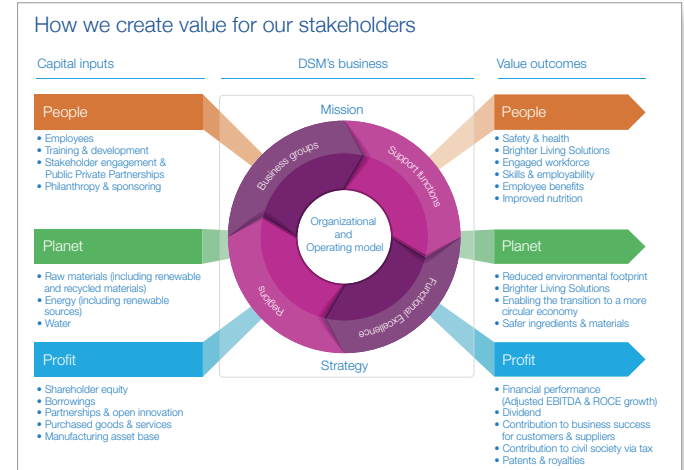 How we create value for our stakeholders
Capital inputs
DSM's business
Value outcomes
People
• Employees
• Training & development
• Stakeholder engagement &
Public Private Partnerships
• Philanthropy & sponsoring
Planet
• Raw materials (including renewable
and recycled materials)
• Energy (including renewable
sources)
• Water
Profit
• Shareholder equity
• Borrowings
• Partnerships & open innovation
• Purchased goods & services
• Manufacturing asset base
Mission
Business groups
Support functions
Organizational
and
Operating model
Regions
Functional Excellence
Strategy
People
• Safety & health
• Brighter Living Solutions
• Engaged workforce
• Skills & employability
• Employee benefits
• Improved nutrition
Planet
• Reduced environmental footprint
• Brighter Living Solutions
• Enabling the transition to a more
circular economy
• Safer ingredients & materials
Profit
• Financial performance
(Adjusted EBITDA & ROCE growth)
• Dividend
• Contribution to business success
for customers & suppliers
• Contribution to civil society via tax
• Patents & royalties